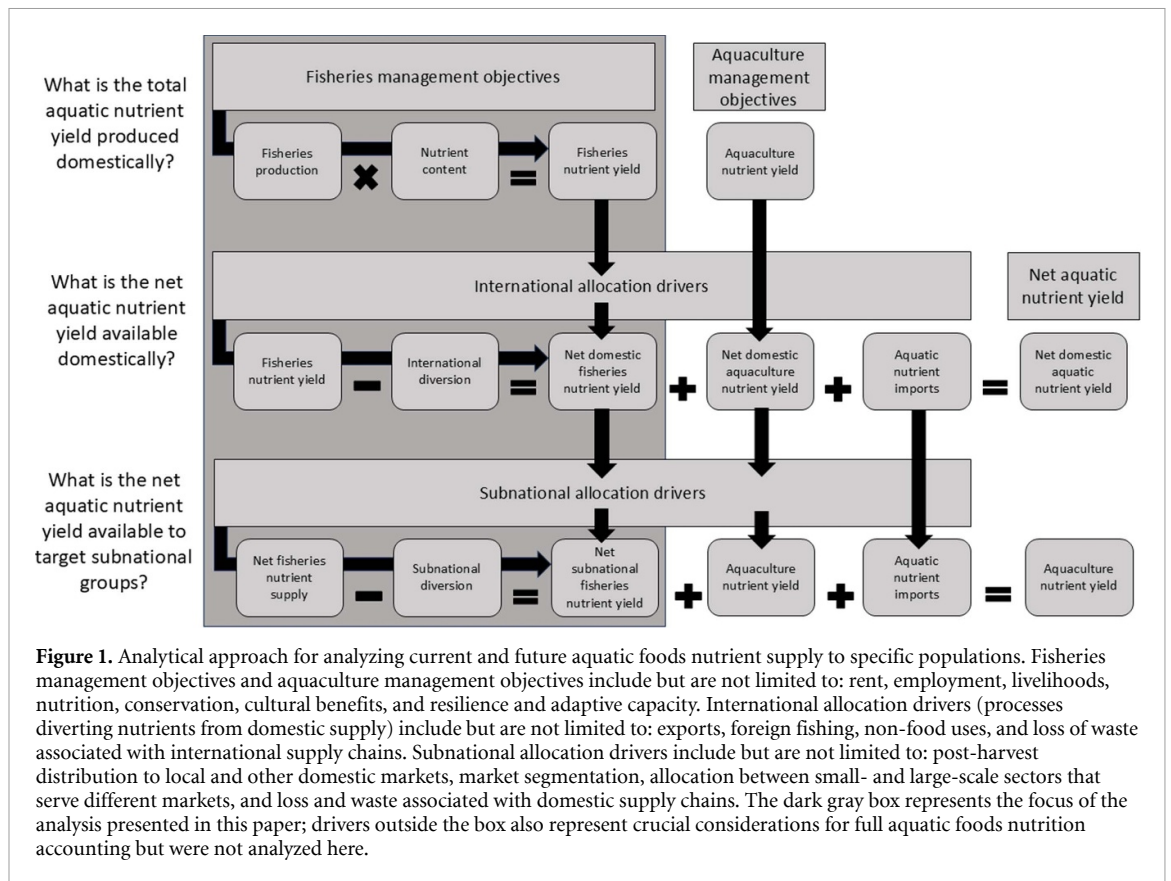 What is the total
aquatic nutrient
yield produced
domestically?
Fisheries management objectives
Aquaculture
management
objectives
Fisheries
production
✖
Nutrient
content
=
Fisheries
nutrient yield
Aquaculture
nutrient yield
What is the net
aquatic nutrient
yield available
domestically?
International allocation drivers
Net aquatic
nutrient yield
Fisheries
nutrient yield
−
International
diversion
=
Net domestic
fisheries
nutrient yield
+
Net domestic
aquaculture
nutrient yield
+
Aquatic
nutrient
imports
=
Net domestic
aquatic
nutrient yield
What is the net
aquatic nutrient
yield available to
target subnational
groups?
Subnational allocation drivers
Net fisheries
nutrient
supply
−
Subnational
diversion
=
Net
subnational
fisheries
nutrient yield
+
Aquaculture
nutrient yield
+
Aquatic
nutrient
imports
=
Aquaculture
nutrient yield
Figure 1. Analytical approach for analyzing current and future aquatic foods nutrient supply to specific populations. Fisheries
management objectives and aquaculture management objectives include but are not limited to: rent, employment, livelihoods,
nutrition, conservation, cultural benefits, and resilience and adaptive capacity. International allocation drivers (processes
diverting nutrients from domestic supply) include but are not limited to: exports, foreign fishing, non-food uses, and loss of waste
associated with international supply chains. Subnational allocation drivers include but are not limited to: post-harvest
distribution to local and other domestic markets, market segmentation, allocation between small- and large-scale sectors that
serve different markets, and loss and waste associated with domestic supply chains. The dark gray box represents the focus of the
analysis presented in this paper; drivers outside the box also represent crucial considerations for full aquatic foods nutrition
accounting but were not analyzed here.